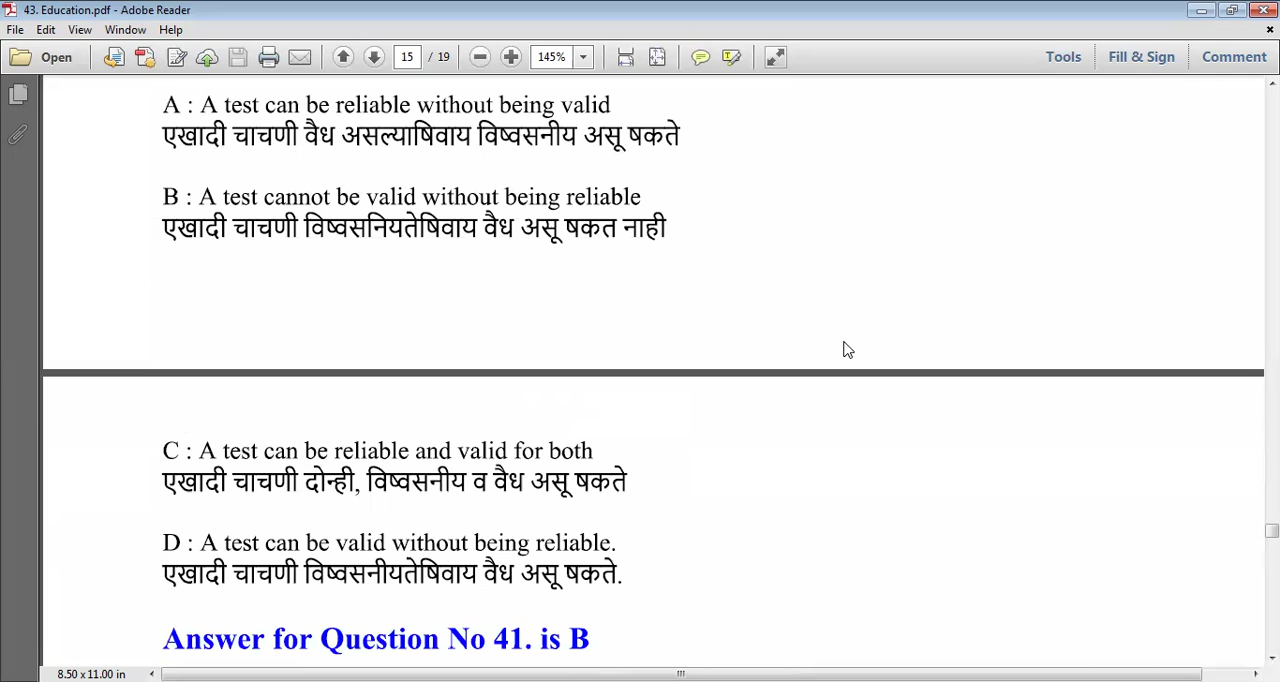 43. Education.pdf - Adobe Reader
File Edit View Window Help
Open 15 / 19 145% Tools Fill & Sign Comment
A : A test can be reliable without being valid
एखादी चाचणी वैध असल्याषिवाय विष्वसनीय असू षकते
B : A test cannot be valid without being reliable
एखादी चाचणी विष्वसनियतेषिवाय वैध असू षकत नाही
C : A test can be reliable and valid for both
एखादी चाचणी दोन्ही, विष्वसनीय व वैध असू षकते
D : A test can be valid without being reliable.
एखादी चाचणी विष्वसनीयतेषिवाय वैध असू षकते.
Answer for Question No 41. is B
8.50 x 11.00 in